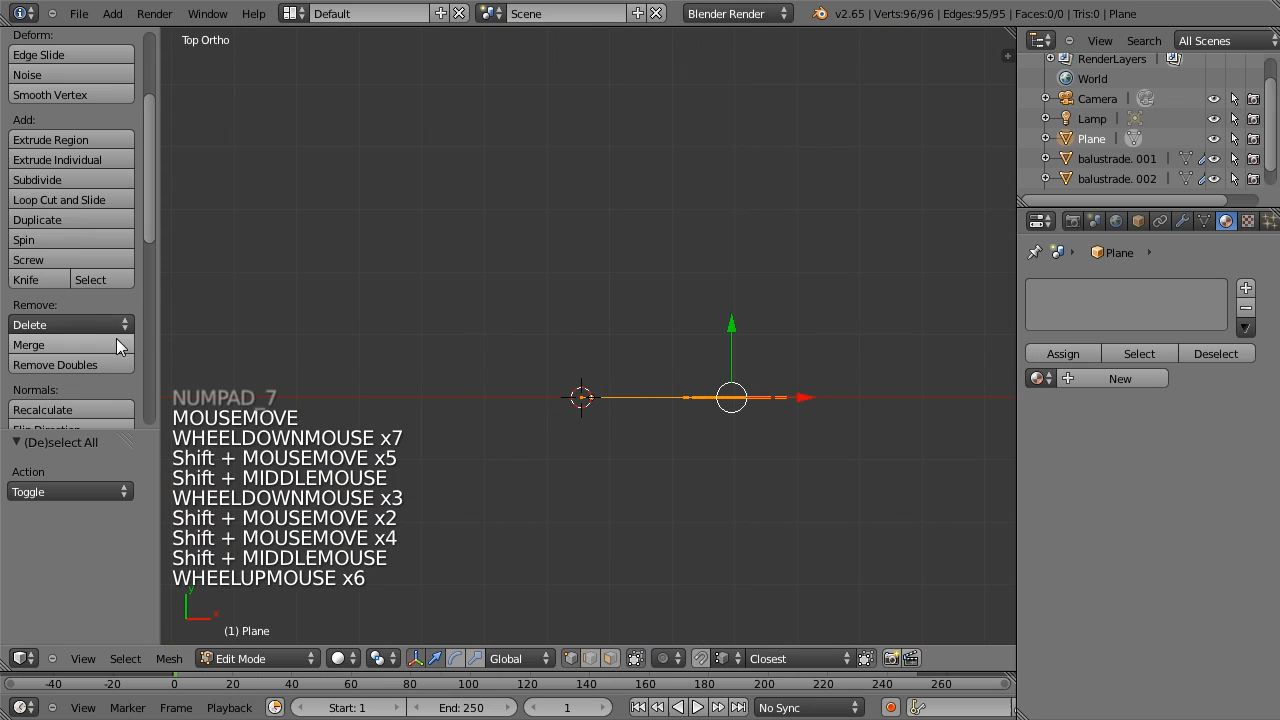 File Add Render Window Help Default Scene Blender Render v2.65 | Verts:96/96 | Edges:95/95 | Faces:0/0 | Tris:0 | Plane
Deform:
Edge Slide
Noise
Smooth Vertex
Add:
Extrude Region
Extrude Individual
Subdivide
Loop Cut and Slide
Duplicate
Spin
Screw
Knife Select
Remove:
Delete
Merge
Remove Doubles
Normals:
Recalculate
(De)select All
Action
Toggle
Top Ortho
NUMPAD_7
MOUSEMOVE
WHEELDOWNMOUSE x7
Shift + MOUSEMOVE x5
Shift + MIDDLEMOUSE
WHEELDOWNMOUSE x3
Shift + MOUSEMOVE x2
Shift + MOUSEMOVE x4
Shift + MIDDLEMOUSE
WHEELUPMOUSE x6
y
x
(1) Plane
View Search All Scenes
RenderLayers
World
Camera
Lamp
Plane
balustrade. 001
balustrade. 002
Plane
Assign Select Deselect
New
View Select Mesh Edit Mode Global Closest
-40 -20 0 20 40 60 80 100 120 140 160 180 200 220 240 260
View Marker Frame Playback Start: 1 End: 250 1 No Sync